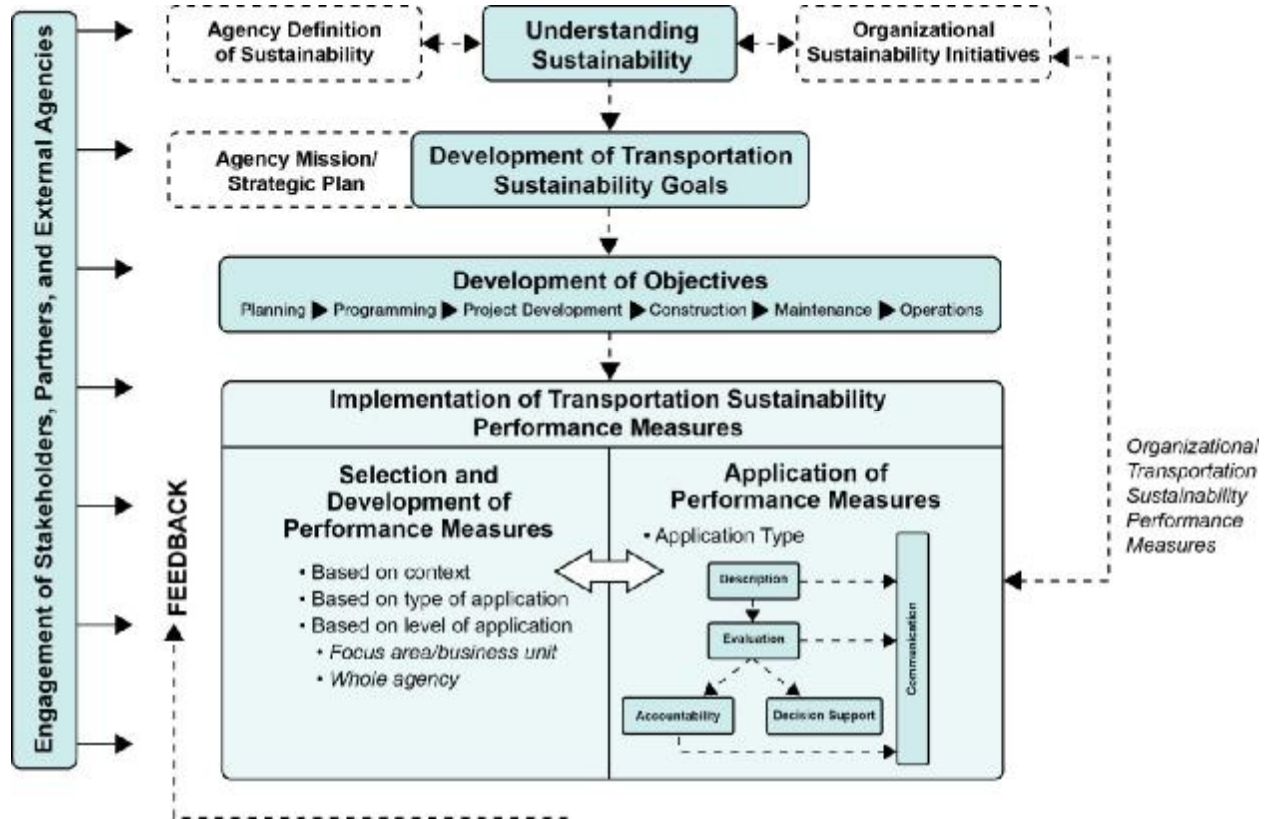 Engagement of Stakeholders, Partners, and External Agencies
Agency Definition
of Sustainability
Understanding
Sustainability
Organizational
Sustainability Initiatives
Agency Mission/
Strategic Plan
Development of Transportation
Sustainability Goals
Development of Objectives
Planning Programming Project Development Construction Maintenance Operations
Implementation of Transportation Sustainability
Performance Measures
Selection and
Development of
Performance Measures
• Based on context
• Based on type of application
• Based on level of application
• Focus area/business unit
• Whole agency
Application of
Performance Measures
• Application Type
Description
Evaluation
Accountability
Decision Support
Communication
FEEDBACK
Organizational
Transportation
Sustainability
Performance
Measures